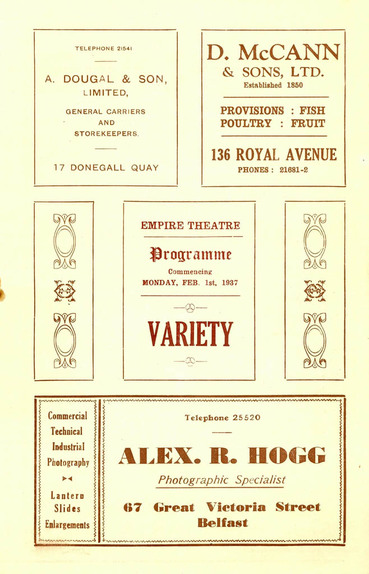 TELEPHONE 21541
A. DOUGAL & SON,
LIMITED,
GENERAL CARRIERS
AND
STOREKEEPERS.
17 DONEGALL QUAY
D. McCANN
& SONS, LTD.
Established 1850
PROVISIONS : FISH
POULTRY : FRUIT
136 ROYAL AVENUE
PHONES : 21681-2
EMPIRE THEATRE
Programme
Commencing
MONDAY, FEB. 1st, 1937
VARIETY
Commercial
Technical
Industrial
Photography
Lantern
Slides
Enlargements
Telephone 25520
ALEX. R. HOGG
Photographic Specialist
67 Great Victoria Street
Belfast